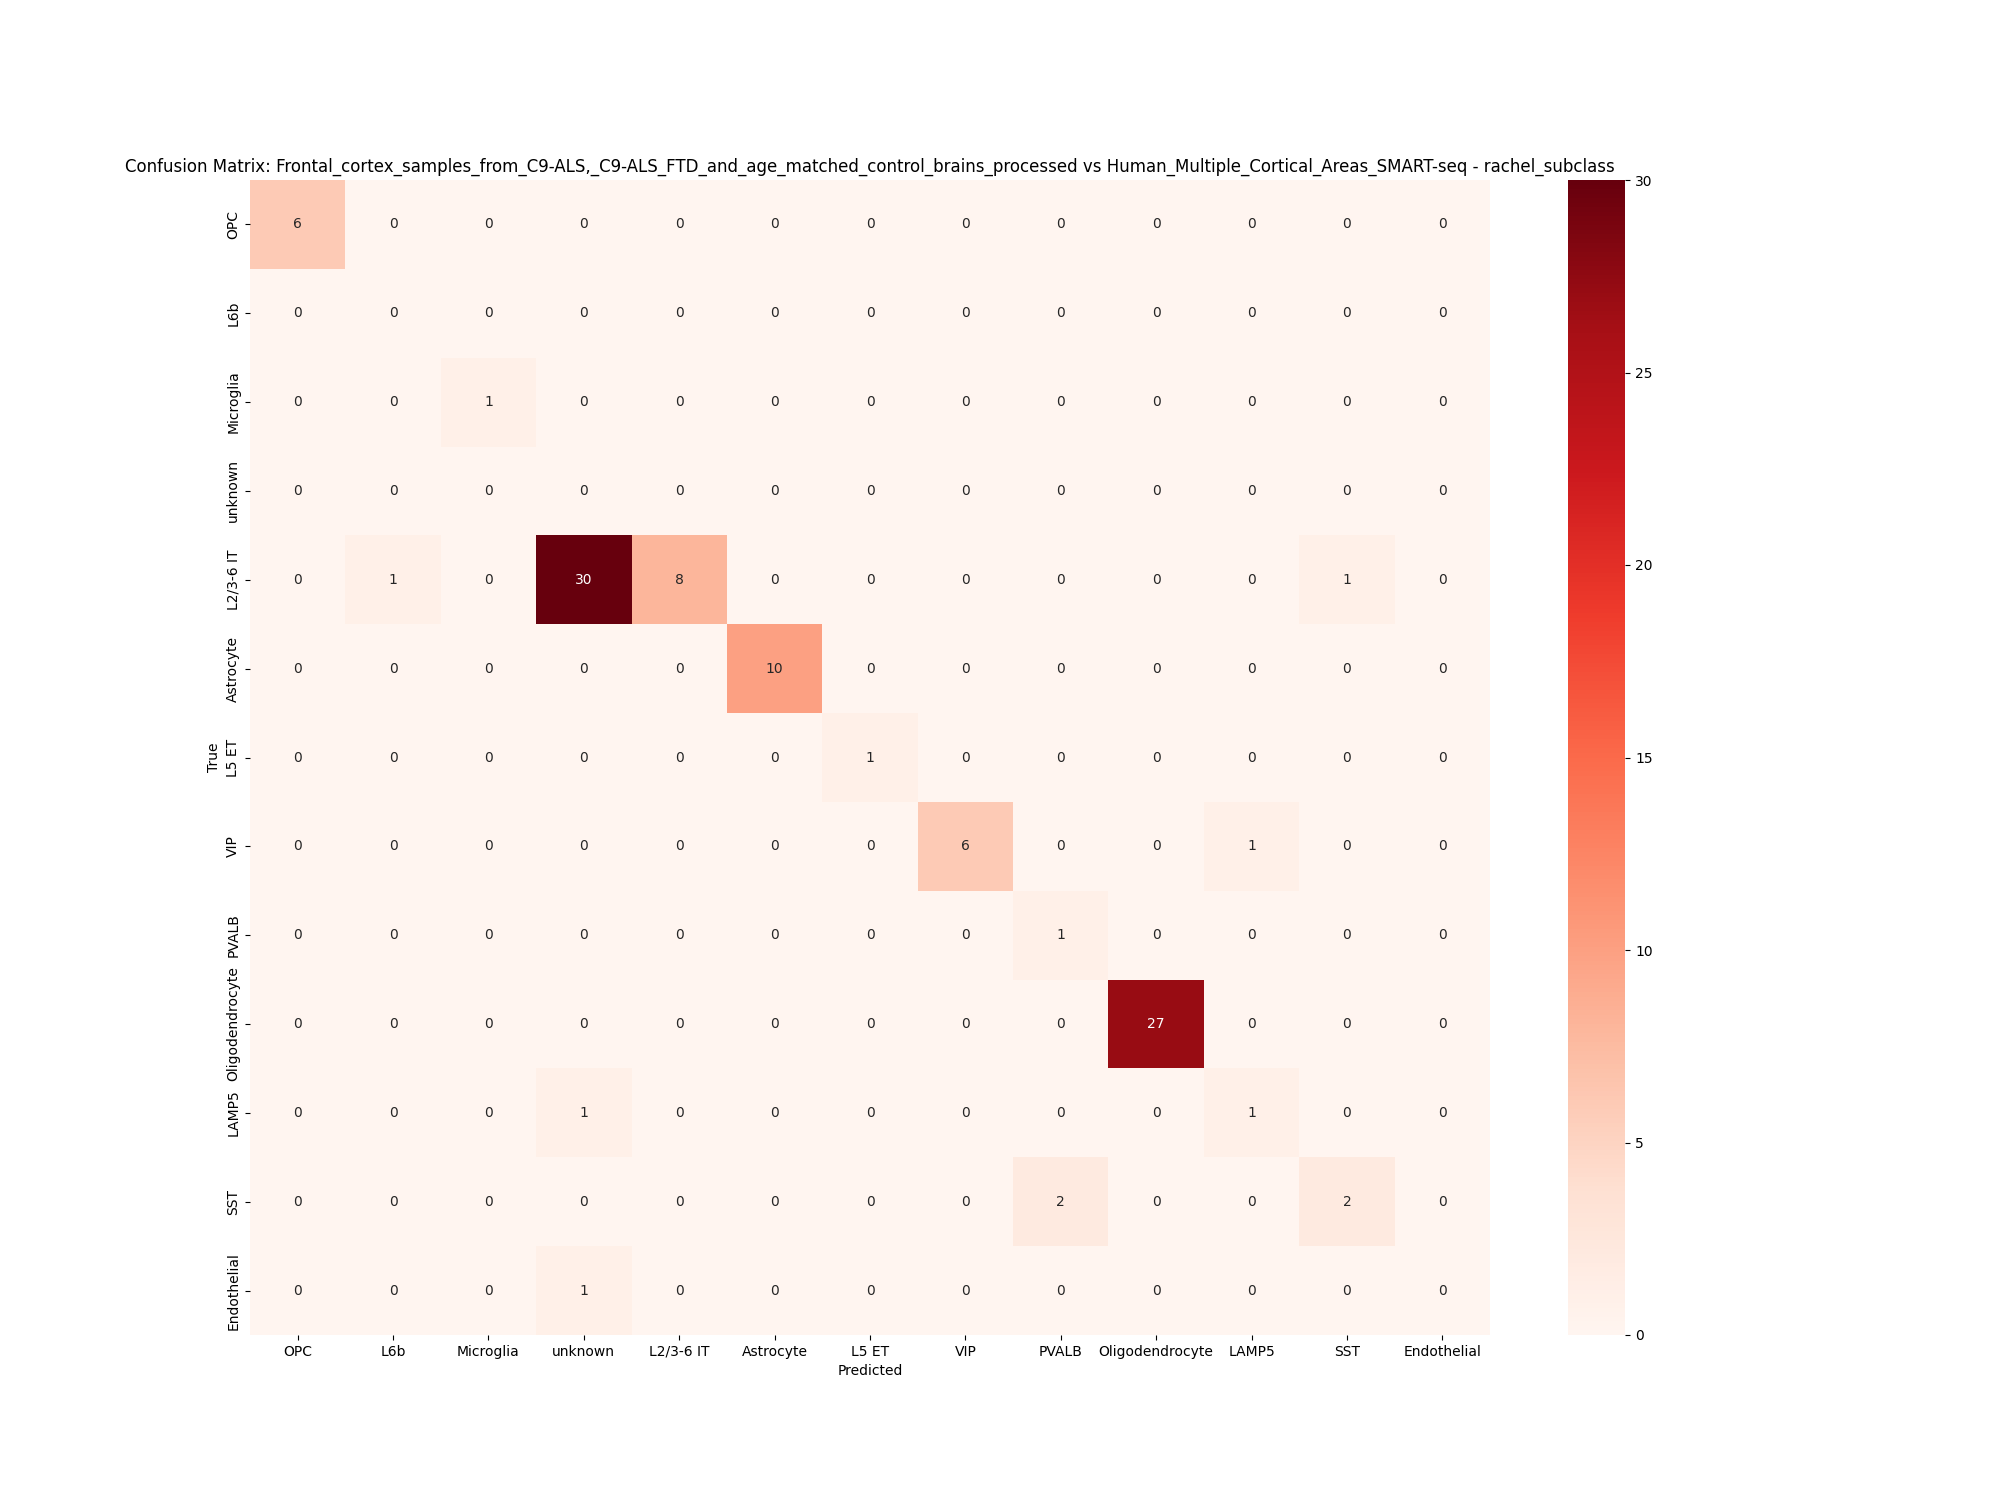 Confusion Matrix: Frontal_cortex_samples_from_C9-ALS,_C9-ALS_FTD_and_age_matched_control_brains_processed vs Human_Multiple_Cortical_Areas_SMART-seq - rachel_subclass
OPC 6 0 0 0 0 0 0 0 0 0 0 0 0
L6b 0 0 0 0 0 0 0 0 0 0 0 0 0
Microglia 0 0 1 0 0 0 0 0 0 0 0 0 0
unknown 0 0 0 0 0 0 0 0 0 0 0 0 0
L2/3-6 IT 0 1 0 30 8 0 0 0 0 0 0 1 0
Astrocyte 0 0 0 0 0 10 0 0 0 0 0 0 0
True
L5 ET 0 0 0 0 0 0 1 0 0 0 0 0 0
VIP 0 0 0 0 0 0 0 6 0 0 1 0 0
PVALB 0 0 0 0 0 0 0 0 1 0 0 0 0
Oligodendrocyte 0 0 0 0 0 0 0 0 0 27 0 0 0
LAMP5 0 0 0 1 0 0 0 0 0 0 1 0 0
SST 0 0 0 0 0 0 0 0 2 0 0 2 0
Endothelial 0 0 0 1 0 0 0 0 0 0 0 0 0
OPC L6b Microglia unknown L2/3-6 IT Astrocyte L5 ET VIP PVALB Oligodendrocyte LAMP5 SST Endothelial
Predicted
30
25
20
15
10
5
0